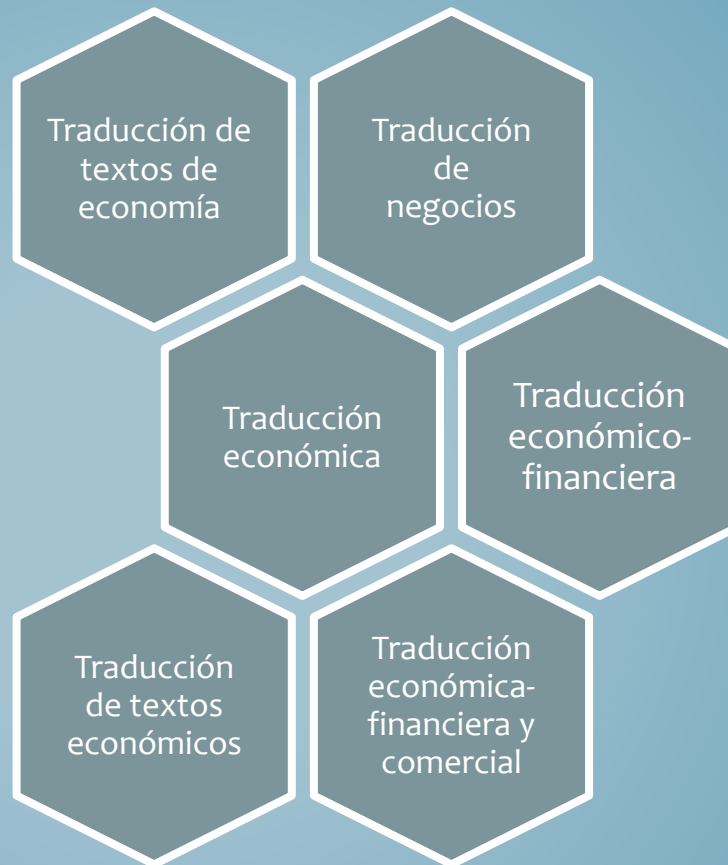 Traducción de
textos de
economía
Traducción
de
negocios
Traducción
económica
Traducción
económico-
financiera
Traducción
de textos
económicos
Traducción
económica-
financiera y
comercial